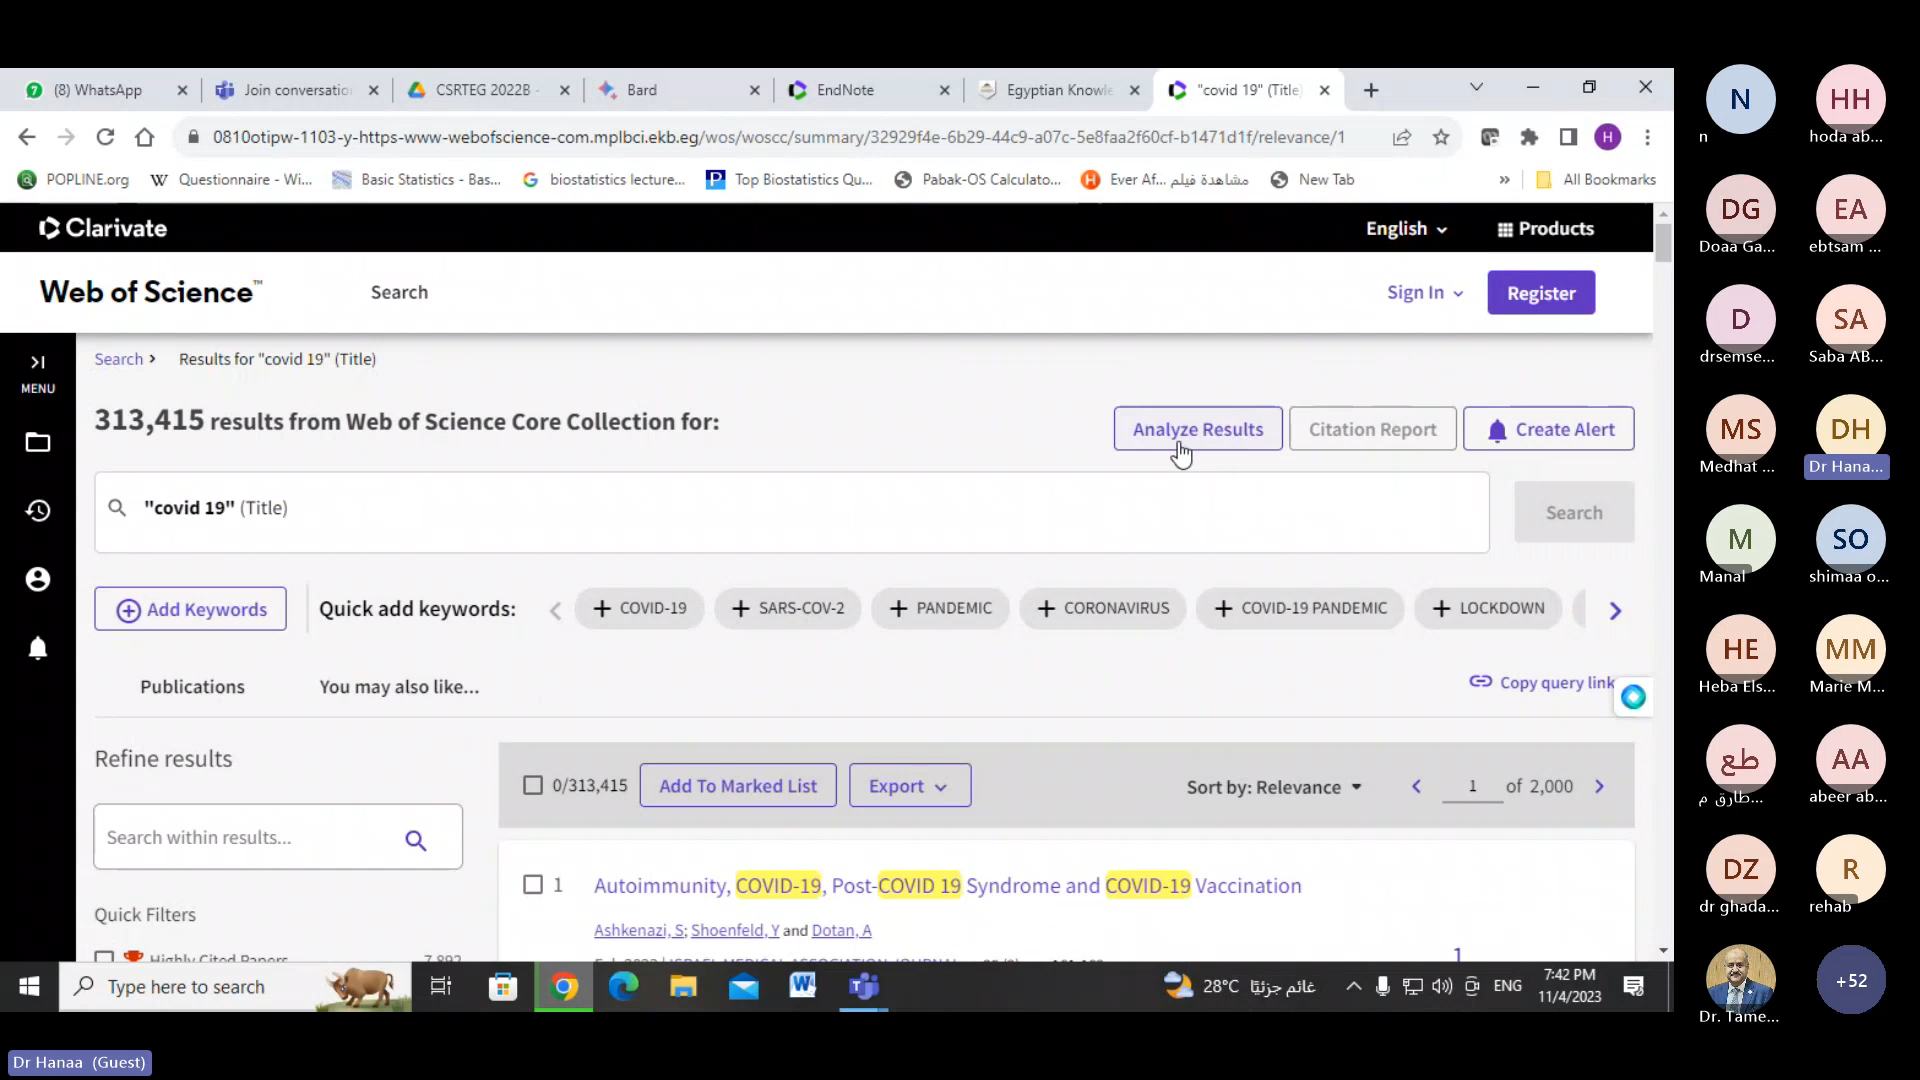 (8) WhatsApp
Join conversation
CSRTEG 2022B -
Bard
EndNote
Egyptian Knowle
"covid 19" (Title)
0810otipw-1103-y-https-www-webofscience-com.mplbci.ekb.eg/wos/woscc/summary/32929f4e-6b29-44c9-a07c-5e8faa2f60cf-b1471d1f/relevance/1
H
POPLINE.org
Questionnaire - Wi...
Basic Statistics - Bas...
biostatistics lecture...
Top Biostatistics Qu...
Pabak-OS Calculato...
Ever Af... مشاهدة فيلم
New Tab
»
All Bookmarks
Clarivate
English
Products
Web of Science™
Search
Sign In
Register
MENU
Search > Results for "covid 19" (Title)
313,415 results from Web of Science Core Collection for:
Analyze Results
Citation Report
Create Alert
"covid 19" (Title)
Search
Add Keywords
Quick add keywords:
+ COVID-19
+ SARS-COV-2
+ PANDEMIC
+ CORONAVIRUS
+ COVID-19 PANDEMIC
+ LOCKDOWN
Publications
You may also like...
Copy query link
Refine results
0/313,415
Add To Marked List
Export
Sort by: Relevance
1 of 2,000
Search within results...
1
Autoimmunity, COVID-19, Post-COVID 19 Syndrome and COVID-19 Vaccination
Ashkenazi, S; Shoenfeld, Y and Dotan, A
Quick Filters
Highly Cited Papers
7,892
1
Type here to search
28°C غائم جزئيًا
ENG
7:42 PM
11/4/2023
Dr Hanaa (Guest)
N
n
HH
hoda ab...
DG
Doaa Ga...
EA
ebtsam ...
D
drsemse...
SA
Saba AB...
MS
Medhat ...
DH
Dr Hana...
M
Manal
SO
shimaa o...
HE
Heba Els...
MM
Marie M...
طع
طارق م...
AA
abeer ab...
DZ
dr ghada...
R
rehab
Dr. Tame...
+52